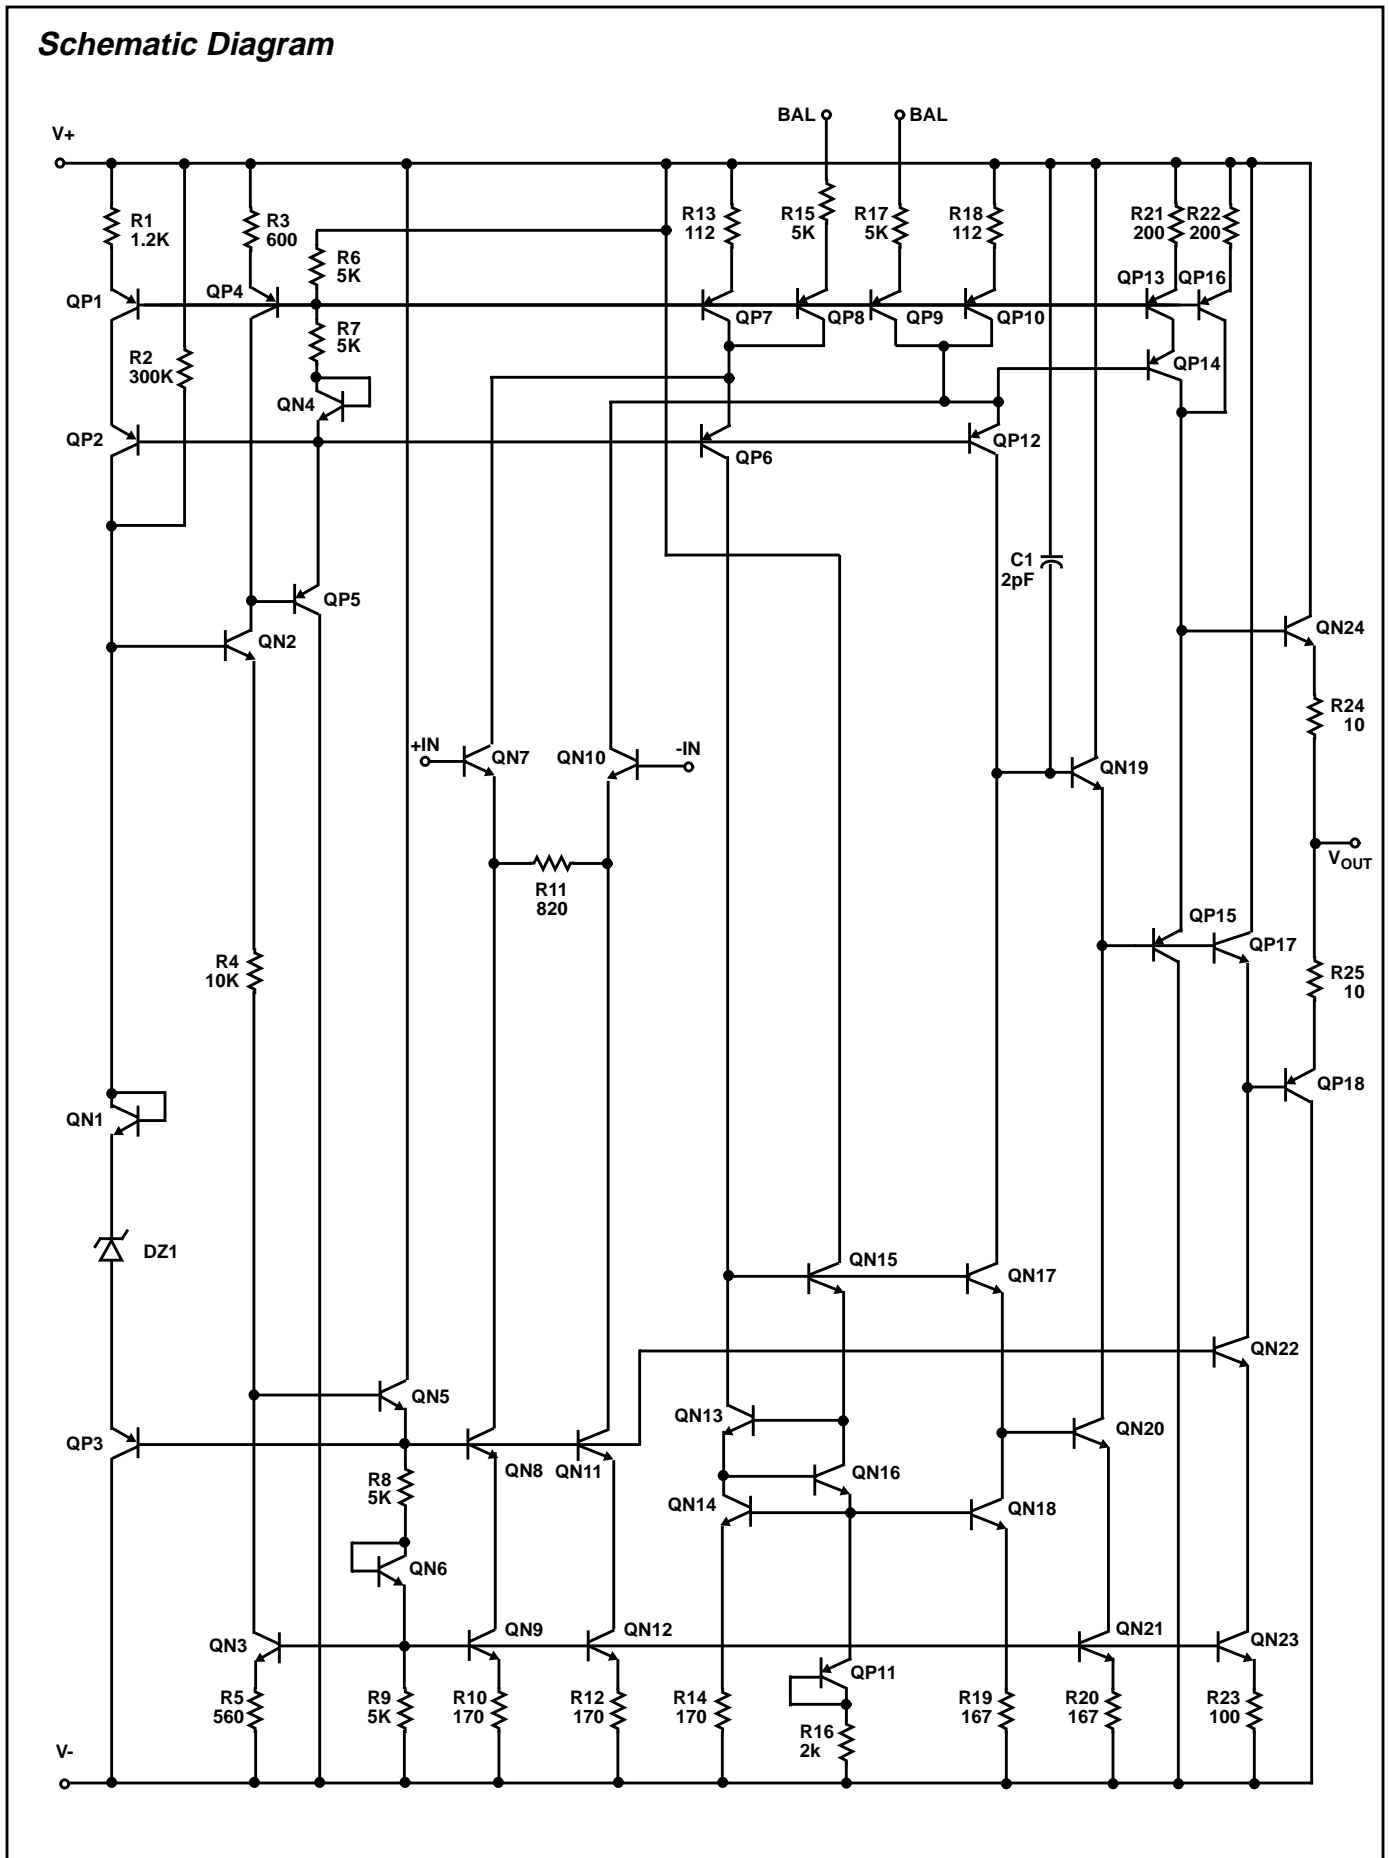 Schematic Diagram
BAL
BAL
V+
R1
1.2K
R3
600
R6
5K
R13
112
R15
5K
R17
5K
R18
112
R21
200
R22
200
QP1
QP4
QP7
QP8
QP9
QP10
QP13
QP16
R7
5K
R2
300K
QP14
QN4
QP2
QP6
QP12
C1
2pF
QP5
QN2
QN24
R24
10
+IN
QN7
QN10
-IN
QN19
VOUT
R11
820
QP15
QP17
R4
10K
R25
10
QP18
QN1
DZ1
QN15
QN17
QN22
QN5
QN13
QN20
QP3
QN8
QN11
R8
5K
QN16
QN14
QN18
QN6
QN3
QN9
QN12
QN21
QN23
QP11
R5
560
R9
5K
R10
170
R12
170
R14
170
R16
2k
R19
167
R20
167
R23
100
V-